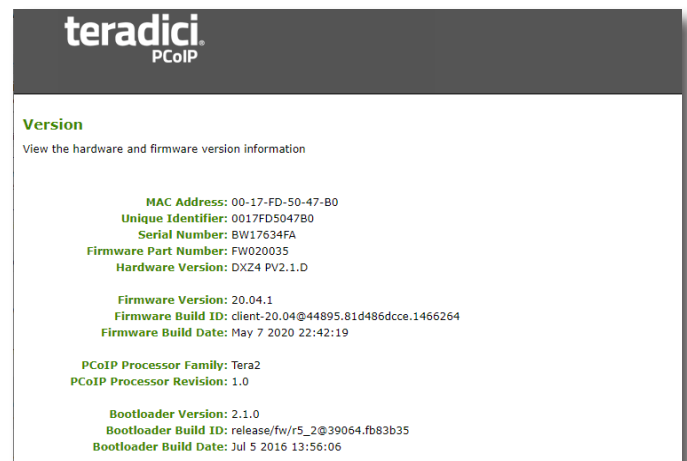 teradici.
PCoIP
Version
View the hardware and firmware version information
MAC Address: 00-17-FD-50-47-B0
Unique Identifier: 0017FD5047B0
Serial Number: BW17634FA
Firmware Part Number: FW020035
Hardware Version: DXZ4 PV2.1.D
Firmware Version: 20.04.1
Firmware Build ID: client-20.04@44895.81d486dcce.1466264
Firmware Build Date: May 7 2020 22:42:19
PCoIP Processor Family: Tera2
PCoIP Processor Revision: 1.0
Bootloader Version: 2.1.0
Bootloader Build ID: release/fw/r5_2@39064.fb83b35
Bootloader Build Date: Jul 5 2016 13:56:06